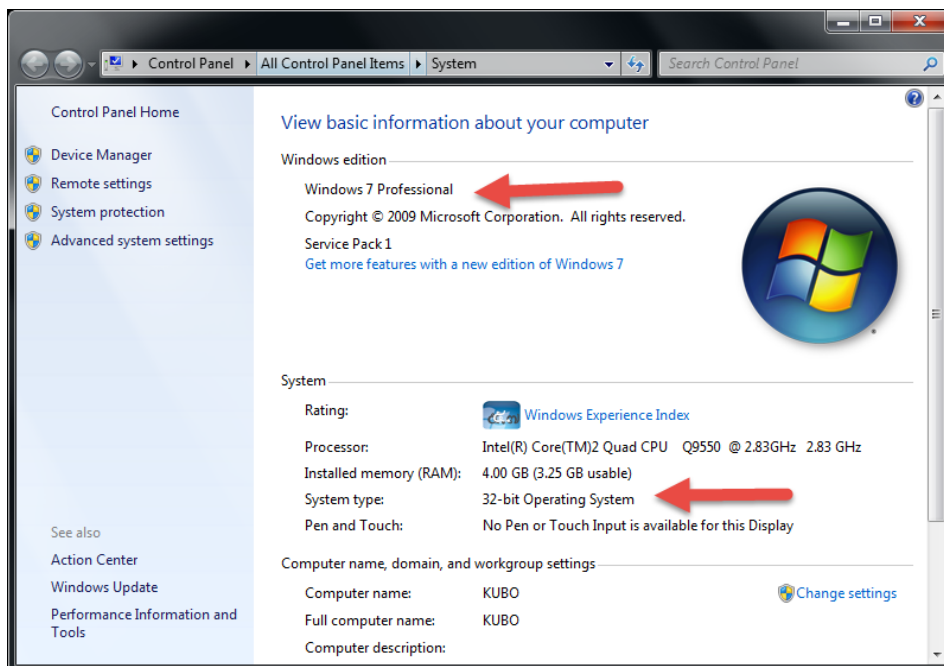 Control Panel All Control Panel Items System Search Control Panel
Control Panel Home
Device Manager
Remote settings
System protection
Advanced system settings
See also
Action Center
Windows Update
Performance Information and
Tools
View basic information about your computer
Windows edition
Windows 7 Professional
Copyright © 2009 Microsoft Corporation. All rights reserved.
Service Pack 1
Get more features with a new edition of Windows 7
System
Rating: Windows Experience Index
Processor: Intel(R) Core(TM)2 Quad CPU Q9550 @ 2.83GHz 2.83 GHz
Installed memory (RAM): 4.00 GB (3.25 GB usable)
System type: 32-bit Operating System
Pen and Touch: No Pen or Touch Input is available for this Display
Computer name, domain, and workgroup settings
Computer name: KUBO Change settings
Full computer name: KUBO
Computer description: